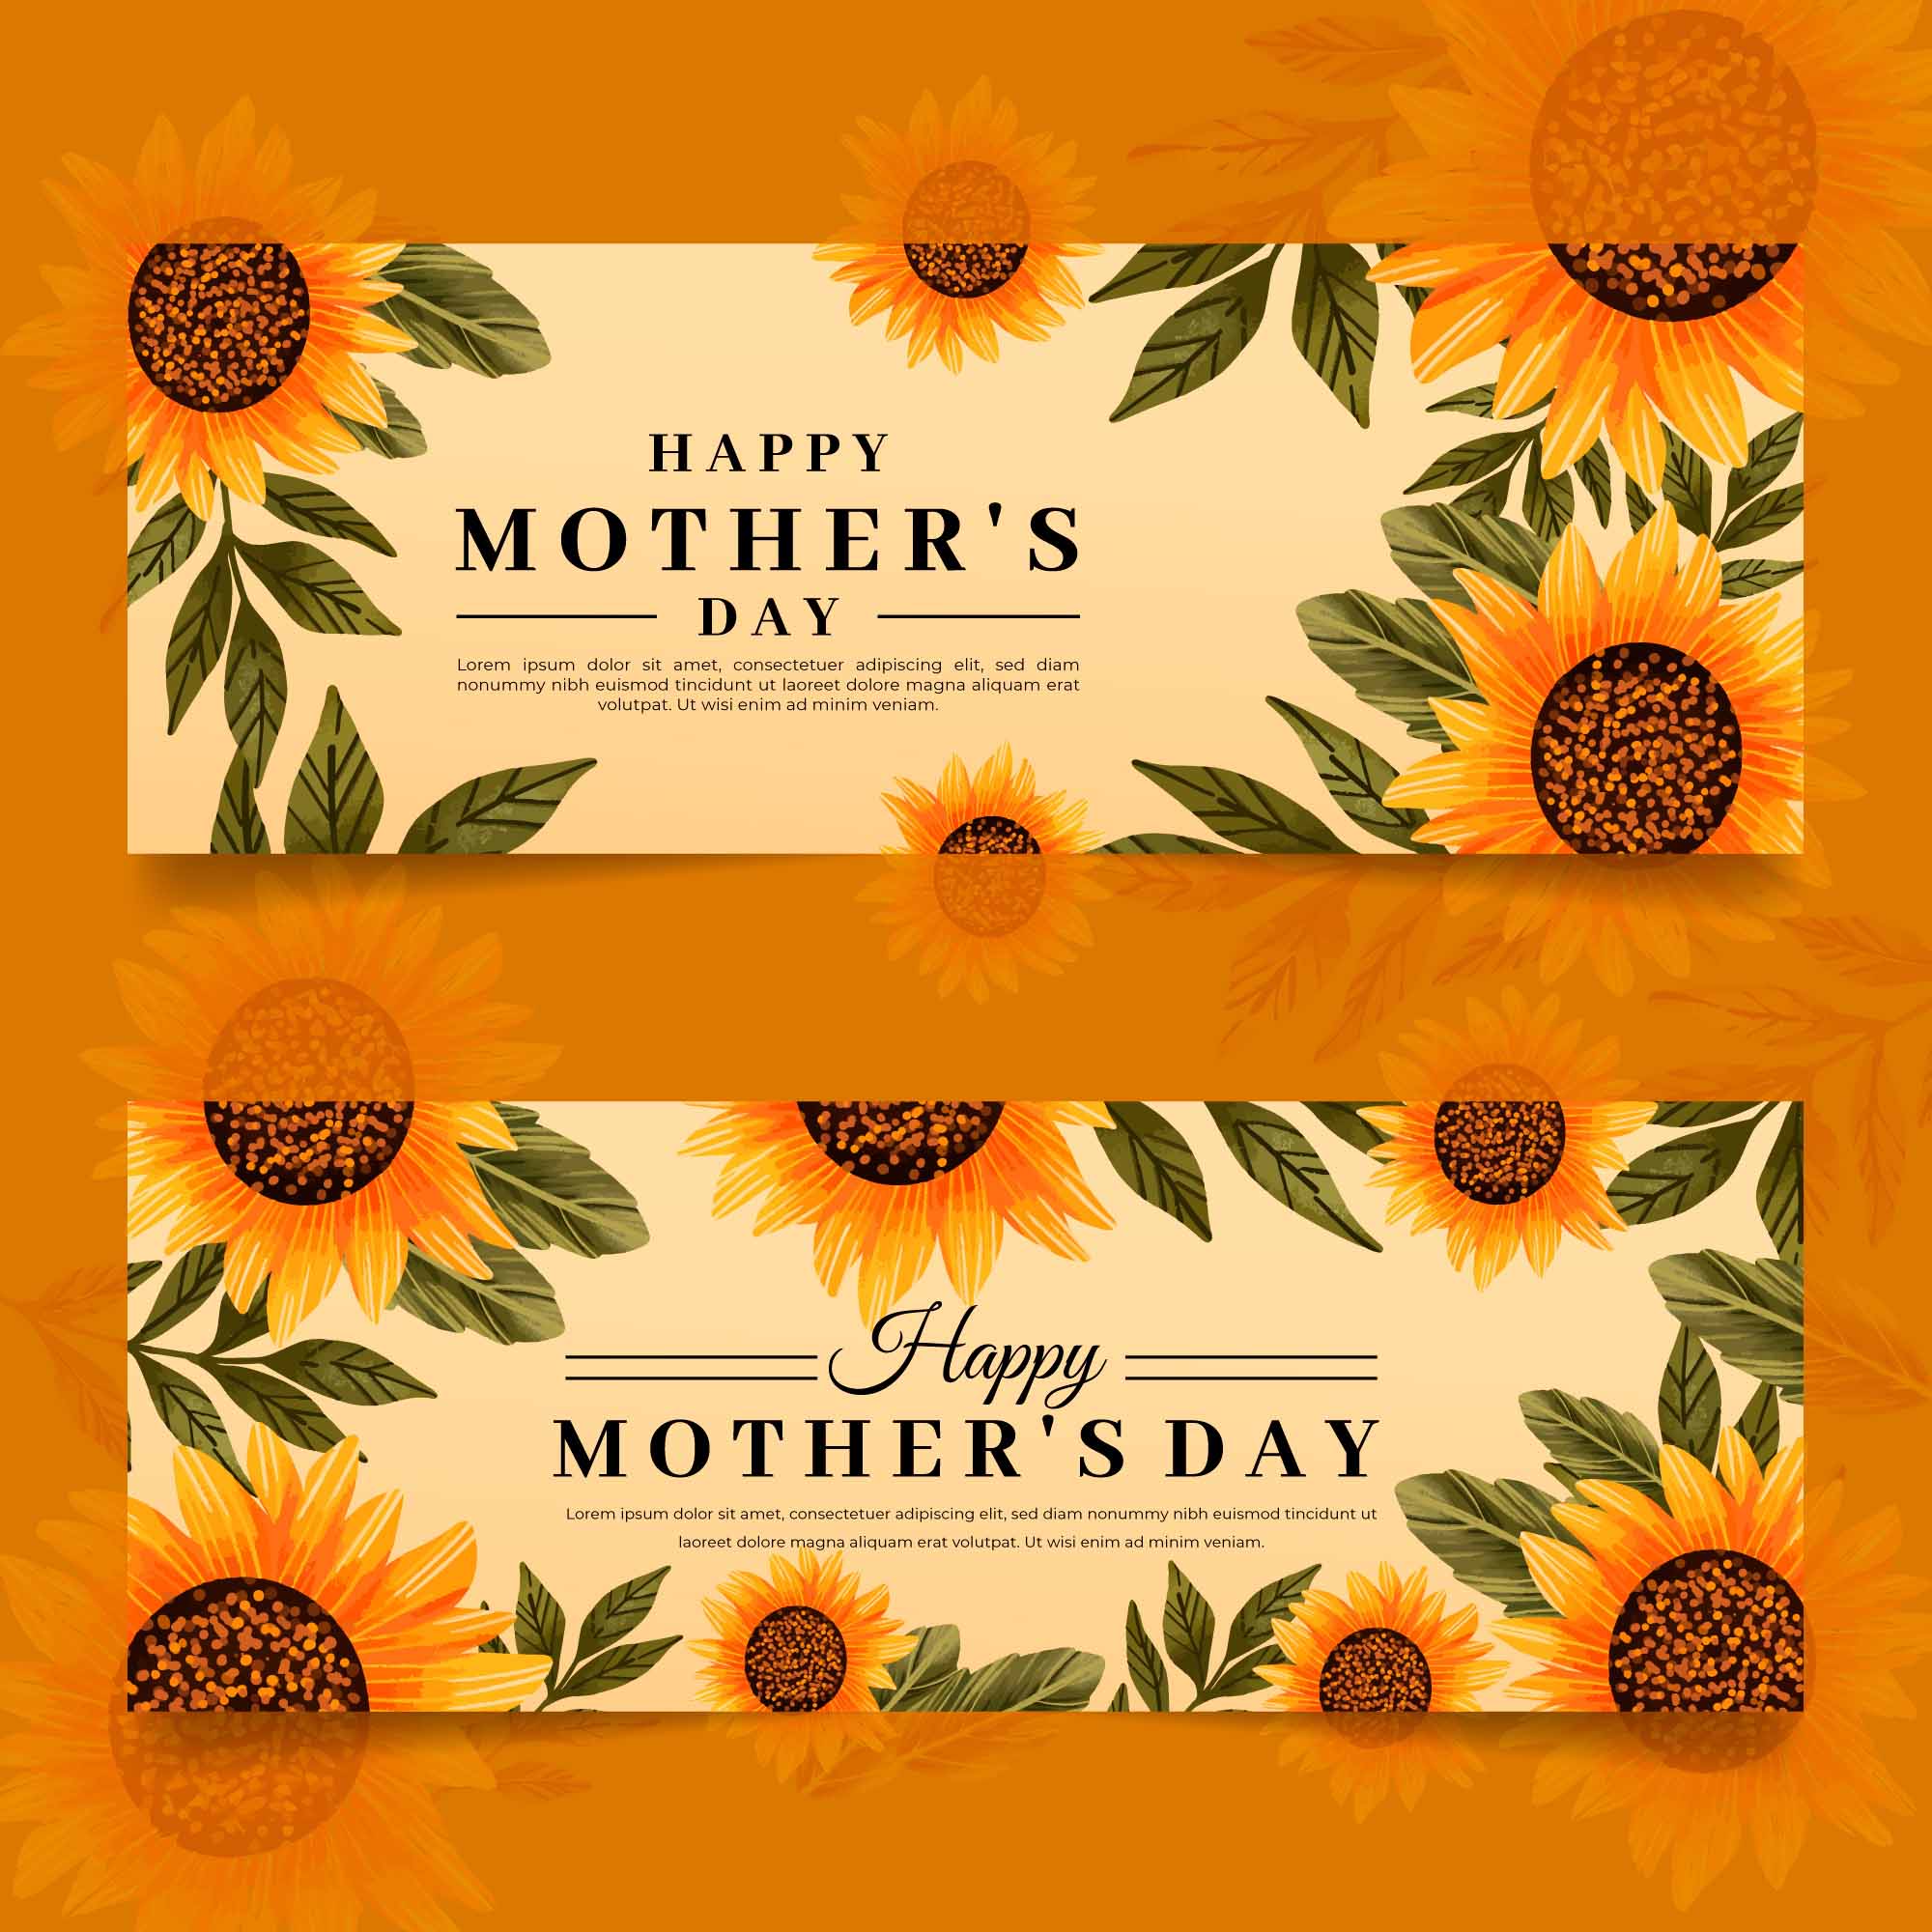 HAPPY
MOTHER'S
DAY
Lorem ipsum dolor sit amet, consectetuer adipiscing elit, sed diam
nonummy nibh euismod tincidunt ut laoreet dolore magna aliquam erat
volutpat. Ut wisi enim ad minim veniam.
Happy
MOTHER'S DAY
Lorem ipsum dolor sit amet, consectetuer adipiscing elit, sed diam nonummy nibh euismod tincidunt ut
laoreet dolore magna aliquam erat volutpat. Ut wisi enim ad minim veniam.